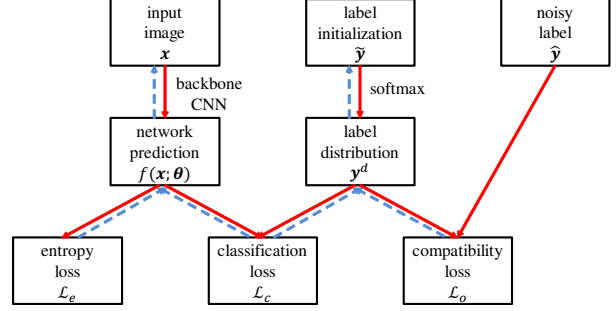 input
image
x
label
initialization
ỹ
noisy
label
ŷ
backbone
CNN
softmax
network
prediction
f(x; θ)
label
distribution
y^d
entropy
loss
ℒ_e
classification
loss
ℒ_c
compatibility
loss
ℒ_o